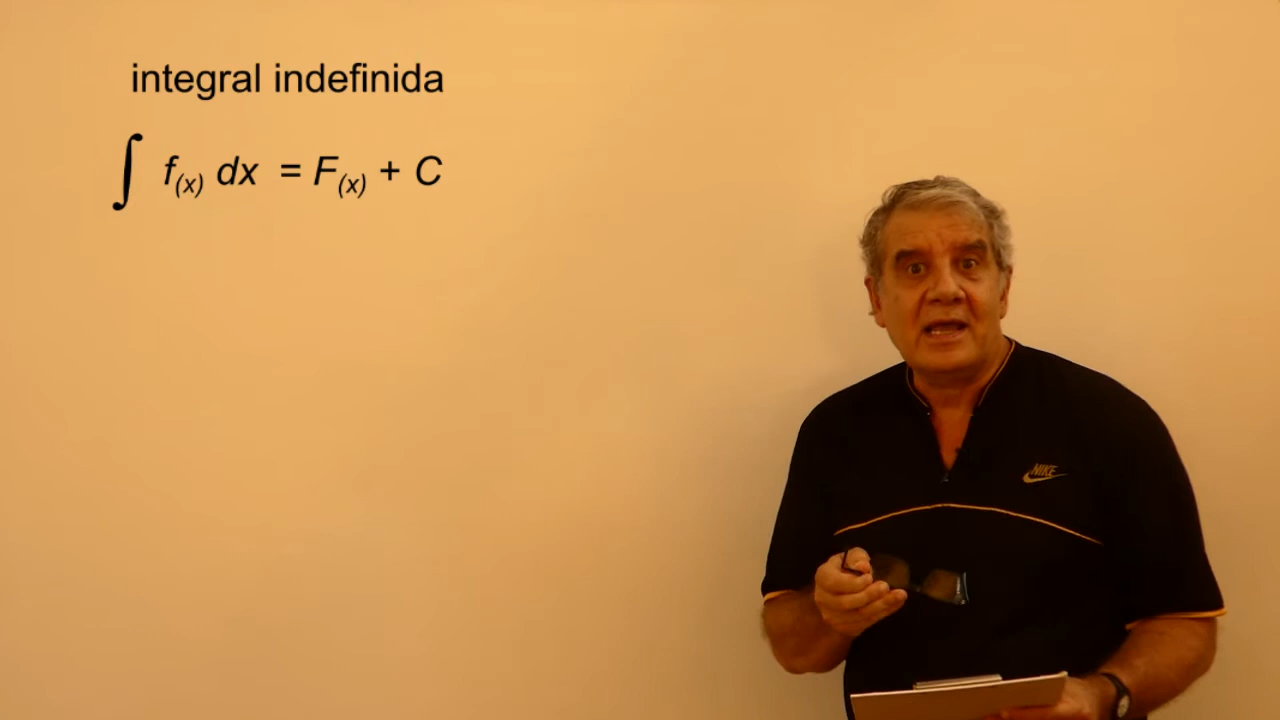 integral indefinida
∫ f(x) dx = F(x) + C
NIKE